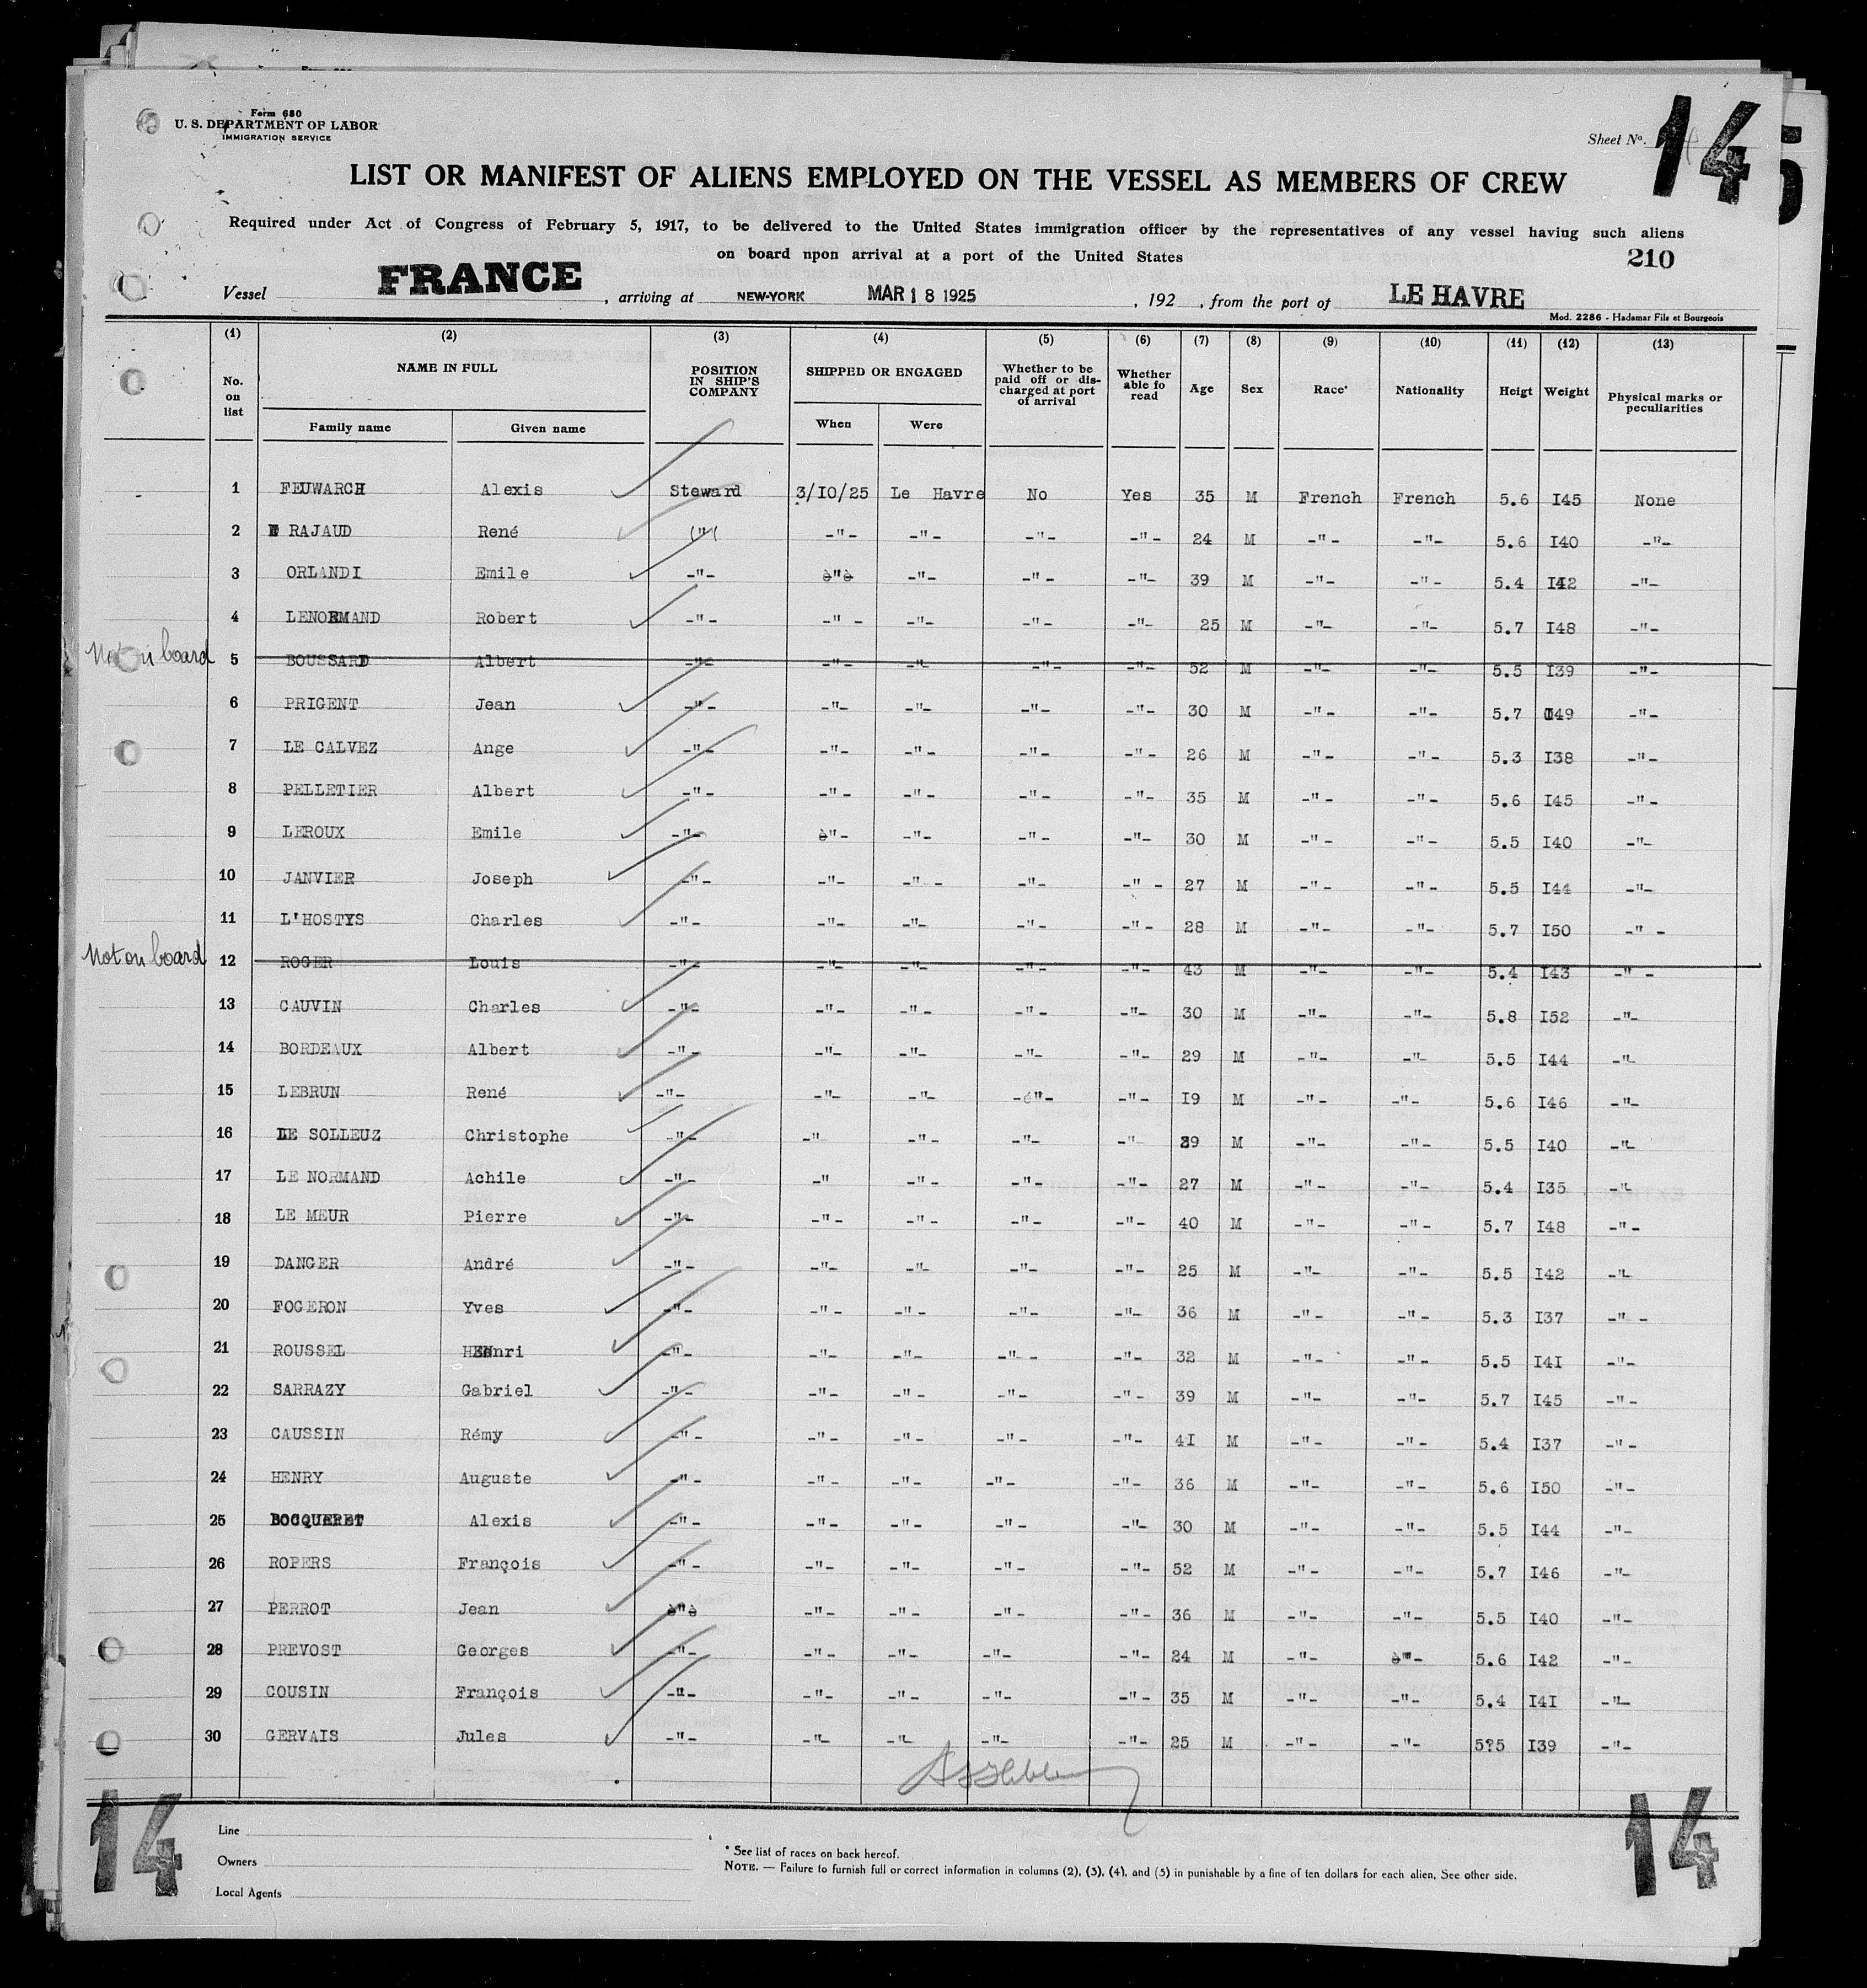 Form 680
U. S. DEPARTMENT OF LABOR
IMMIGRATION SERVICE
Sheet No. 14
LIST OR MANIFEST OF ALIENS EMPLOYED ON THE VESSEL AS MEMBERS OF CREW
Required under Act of Congress of February 5, 1917, to be delivered to the United States immigration officer by the representatives of any vessel having such aliens
on board upon arrival at a port of the United States
210
Vessel FRANCE, arriving at NEW-YORK MAR 18 1925, 192 , from the port of LE HAVRE
Mod. 2286 - Hadamar Fils et Bourgeois
(1) (2) (3) (4) (5) (6) (7) (8) (9) (10) (11) (12) (13)
No. on list NAME IN FULL POSITION IN SHIP'S COMPANY SHIPPED OR ENGAGED Whether to be paid off or discharged at port of arrival Whether able fo read Age Sex Race* Nationality Heigt Weight Physical marks or peculiarities
Family name Given name When Were
1 FEUWARCH Alexis Steward 3/I0/25 Le Havre No Yes 35 M French French 5.6 I45 None
2 RAJAUD René ("( -"- -"- -"- -"- 24 M -"- -"- 5.6 I40 -"-
3 ORLANDI Emile -"- è"è -"- -"- -"- 39 M -"- -"- 5.4 I42 -"-
4 LENORMAND Robert -"- -"- -"- -"- -"- 25 M -"- -"- 5.7 I48 -"-
Not on board 5 BOUSSARD Albert -"- -"- -"- -"- -"- 52 M -"- -"- 5.5 I39 -"-
6 PRIGENT Jean -"- -"- -"- -"- -"- 30 M -"- -"- 5.7 I49 -"-
7 LE CALVEZ Ange -"- -"- -"- -"- -"- 26 M -"- -"- 5.3 I38 -"-
8 PELLETIER Albert -"- -"- -"- -"- -"- 35 M -"- -"- 5.6 I45 -"-
9 LEROUX Emile -"- è"- -"- -"- -"- 30 M -"- -"- 5.5 I40 -"-
10 JANVIER Joseph -"- -"- -"- -"- -"- 27 M -"- -"- 5.5 I44 -"-
11 L'HOSTYS Charles -"- -"- -"- -"- -"- 28 M -"- -"- 5.7 I50 -"-
Not on board 12 ROGER Louis -"- -"- -"- -"- -"- 43 M -"- -"- 5.4 I43 -"-
13 CAUVIN Charles -"- -"- -"- -"- -"- 30 M -"- -"- 5.8 I52 -"-
14 BORDEAUX Albert -"- -"- -"- -"- -"- 29 M -"- -"- 5.5 I44 -"-
15 LEBRUN René -"- -"- -"- -"- -"- I9 M -"- -"- 5.6 I46 -"-
16 LE SOLLEUZ Christophe -"- -" -"- -"- -" 39 M -"- -"- 5.5 I40 -"-
17 LE NORMAND Achile -"- -" -"- -"- -"- 27 M -"- -"- 5.4 I35 -"-
18 LE MEUR Pierre -"- -"- -"- -"- -"- 40 M -"- -"- 5.7 I48 -"-
19 DANGER André -"- -"- -"- -"- -"- 25 M -"- -"- 5.5 I42 -"-
20 FOGERON Yves -"- -"- -"- -"- -"- 36 M -"- -"- 5.3 I37 -"-
21 ROUSSEL Henri -"- -"- -"- -"- -"- 32 M -"- -"- 5.5 I4I -"-
22 SARRAZY Gabriel -"- -"- -"- -"- -"- 39 M -"- -"- 5.7 I45 -"-
23 CAUSSIN Rémy -"- -"- -"- -"- -"- 4I M -"- -"- 5.4 I37 -"-
24 HENRY Auguste -"- -"- -"- -"- -"- 36 M -"- -"- 5.6 I50 -"-
25 BOCQUERET Alexis -"- -"- -"- -"- -"- 30 M -"- -"- 5.5 I44 -"-
26 ROPERS François -"- -"- -"- -"- -"- 52 M -"- -"- 5.7 I46 -"-
27 PERROT Jean è"è -"- -"- -"- -"- 36 M -"- -"- 5.5 I40 -"-
28 PREVOST Georges -"- -"- -"- -"- -"- 24 M -"- è"- 5.6 I42 -"-
29 COUSIN François -"- -"- -"- -"- -"- 35 M -"- -"- 5.4 I4I -"-
30 GERVAIS Jules -"- -"- -"- -"- -"- 25 M -"- -"- 5?5 I39 -"-
14 14
Line
Owners
Local Agents
* See list of races on back hereof.
NOTE. — Failure to furnish full or correct information in columns (2), (3), (4), and (5) in punishable by a fine of ten dollars for each alien, See other side.